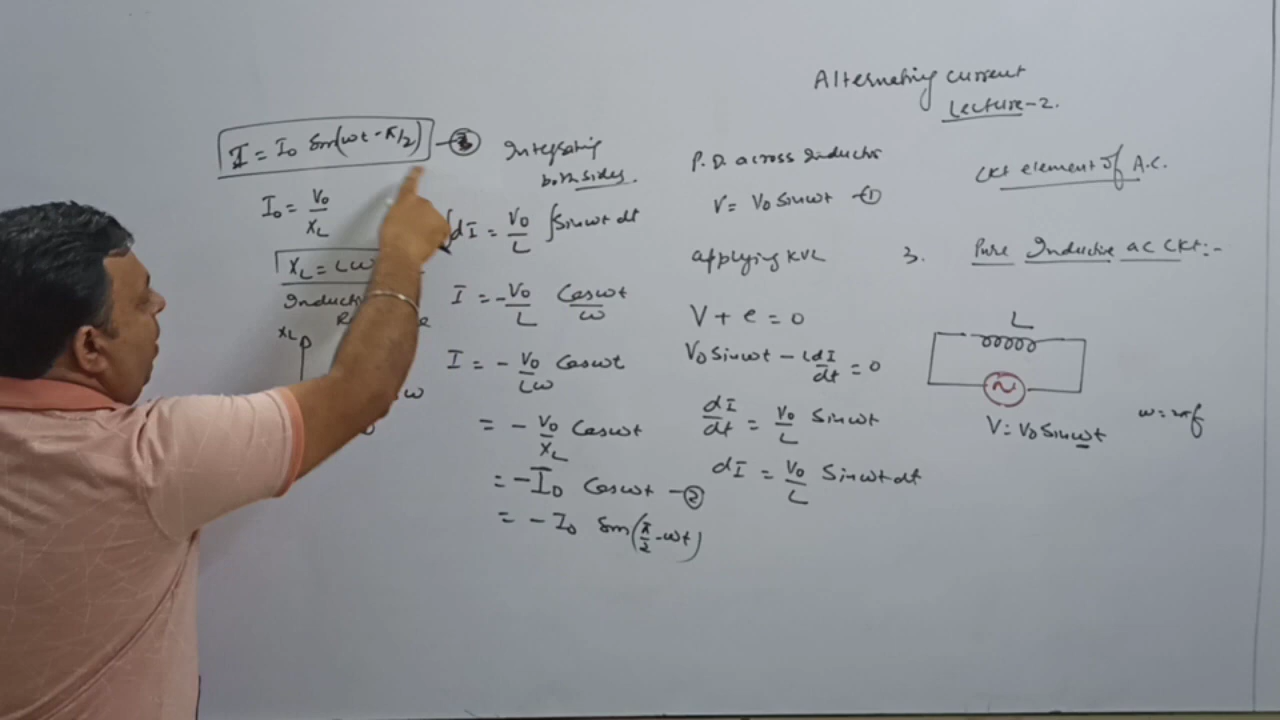 Alternating current
Lecture-2.
Ckt element of A.C.
3. Pure Inductive ac Ckt:-
L
V = V0 Sinωt
ω=2πf
P.D. across Inductor
V = V0 Sinωt -①
applying KVL
V + e = 0
V0 Sinωt - L dI/dt = 0
dI/dt = V0/L Sinωt
dI = V0/L Sinωt dt
Integrating
both sides.
∫dI = V0/L ∫Sinωt dt
I = -V0/L Cosωt/ω
I = - V0/Lω Cosωt
= - V0/XL Cosωt
= -I0 Cosωt -②
= - I0 Sin(π/2 -ωt)
I = I0 Sin(ωt - π/2) -③
I0 = V0/XL
XL = Lω
XL
ω